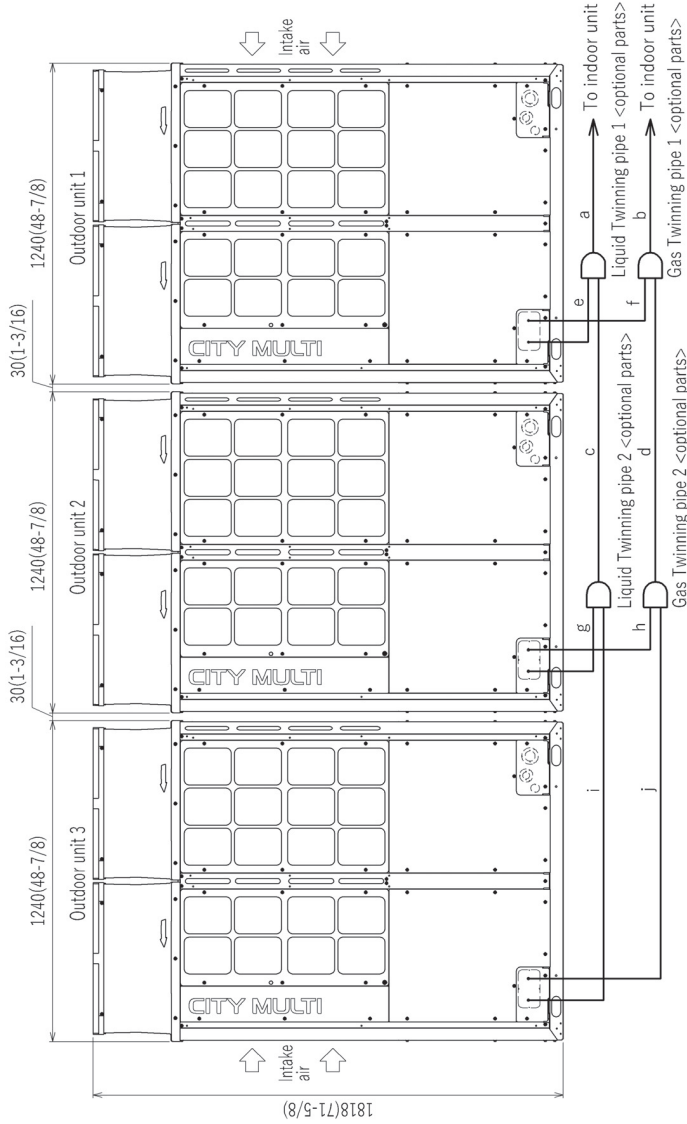 1240(48-7/8)
30(1-3/16)
1240(48-7/8)
30(1-3/16)
1240(48-7/8)
Outdoor unit 3
Outdoor unit 2
Outdoor unit 1
1818(71-5/8)
Intake
air
Intake
air
CITY MULTI
CITY MULTI
CITY MULTI
g
e
a
To indoor unit
Liquid Twinning pipe 1 <optional parts>
i
c
Liquid Twinning pipe 2 <optional parts>
h
f
b
To indoor unit
Gas Twinning pipe 1 <optional parts>
j
d
Gas Twinning pipe 2 <optional parts>